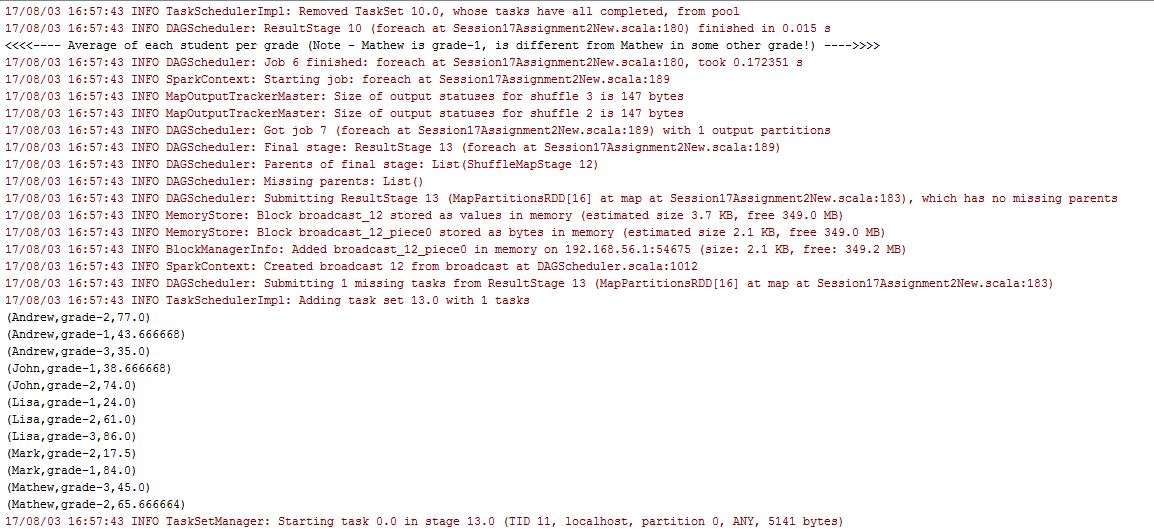 17/08/03 16:57:43 INFO TaskSchedulerImpl: Removed TaskSet 10.0, whose tasks have all completed, from pool
17/08/03 16:57:43 INFO DAGScheduler: ResultStage 10 (foreach at Session17Assignment2New.scala:180) finished in 0.015 s
<<<<---- Average of each student per grade (Note - Mathew is grade-1, is different from Mathew in some other grade!) ---->>>>
17/08/03 16:57:43 INFO DAGScheduler: Job 6 finished: foreach at Session17Assignment2New.scala:180, took 0.172351 s
17/08/03 16:57:43 INFO SparkContext: Starting job: foreach at Session17Assignment2New.scala:189
17/08/03 16:57:43 INFO MapOutputTrackerMaster: Size of output statuses for shuffle 3 is 147 bytes
17/08/03 16:57:43 INFO MapOutputTrackerMaster: Size of output statuses for shuffle 2 is 147 bytes
17/08/03 16:57:43 INFO DAGScheduler: Got job 7 (foreach at Session17Assignment2New.scala:189) with 1 output partitions
17/08/03 16:57:43 INFO DAGScheduler: Final stage: ResultStage 13 (foreach at Session17Assignment2New.scala:189)
17/08/03 16:57:43 INFO DAGScheduler: Parents of final stage: List(ShuffleMapStage 12)
17/08/03 16:57:43 INFO DAGScheduler: Missing parents: List()
17/08/03 16:57:43 INFO DAGScheduler: Submitting ResultStage 13 (MapPartitionsRDD[16] at map at Session17Assignment2New.scala:183), which has no missing parents
17/08/03 16:57:43 INFO MemoryStore: Block broadcast_12 stored as values in memory (estimated size 3.7 KB, free 349.0 MB)
17/08/03 16:57:43 INFO MemoryStore: Block broadcast_12_piece0 stored as bytes in memory (estimated size 2.1 KB, free 349.0 MB)
17/08/03 16:57:43 INFO BlockManagerInfo: Added broadcast_12_piece0 in memory on 192.168.56.1:54675 (size: 2.1 KB, free: 349.2 MB)
17/08/03 16:57:43 INFO SparkContext: Created broadcast 12 from broadcast at DAGScheduler.scala:1012
17/08/03 16:57:43 INFO DAGScheduler: Submitting 1 missing tasks from ResultStage 13 (MapPartitionsRDD[16] at map at Session17Assignment2New.scala:183)
17/08/03 16:57:43 INFO TaskSchedulerImpl: Adding task set 13.0 with 1 tasks
(Andrew,grade-2,77.0)
(Andrew,grade-1,43.666668)
(Andrew,grade-3,35.0)
(John,grade-1,38.666668)
(John,grade-2,74.0)
(Lisa,grade-1,24.0)
(Lisa,grade-2,61.0)
(Lisa,grade-3,86.0)
(Mark,grade-2,17.5)
(Mark,grade-1,84.0)
(Mathew,grade-3,45.0)
(Mathew,grade-2,65.666664)
17/08/03 16:57:43 INFO TaskSetManager: Starting task 0.0 in stage 13.0 (TID 11, localhost, partition 0, ANY, 5141 bytes)